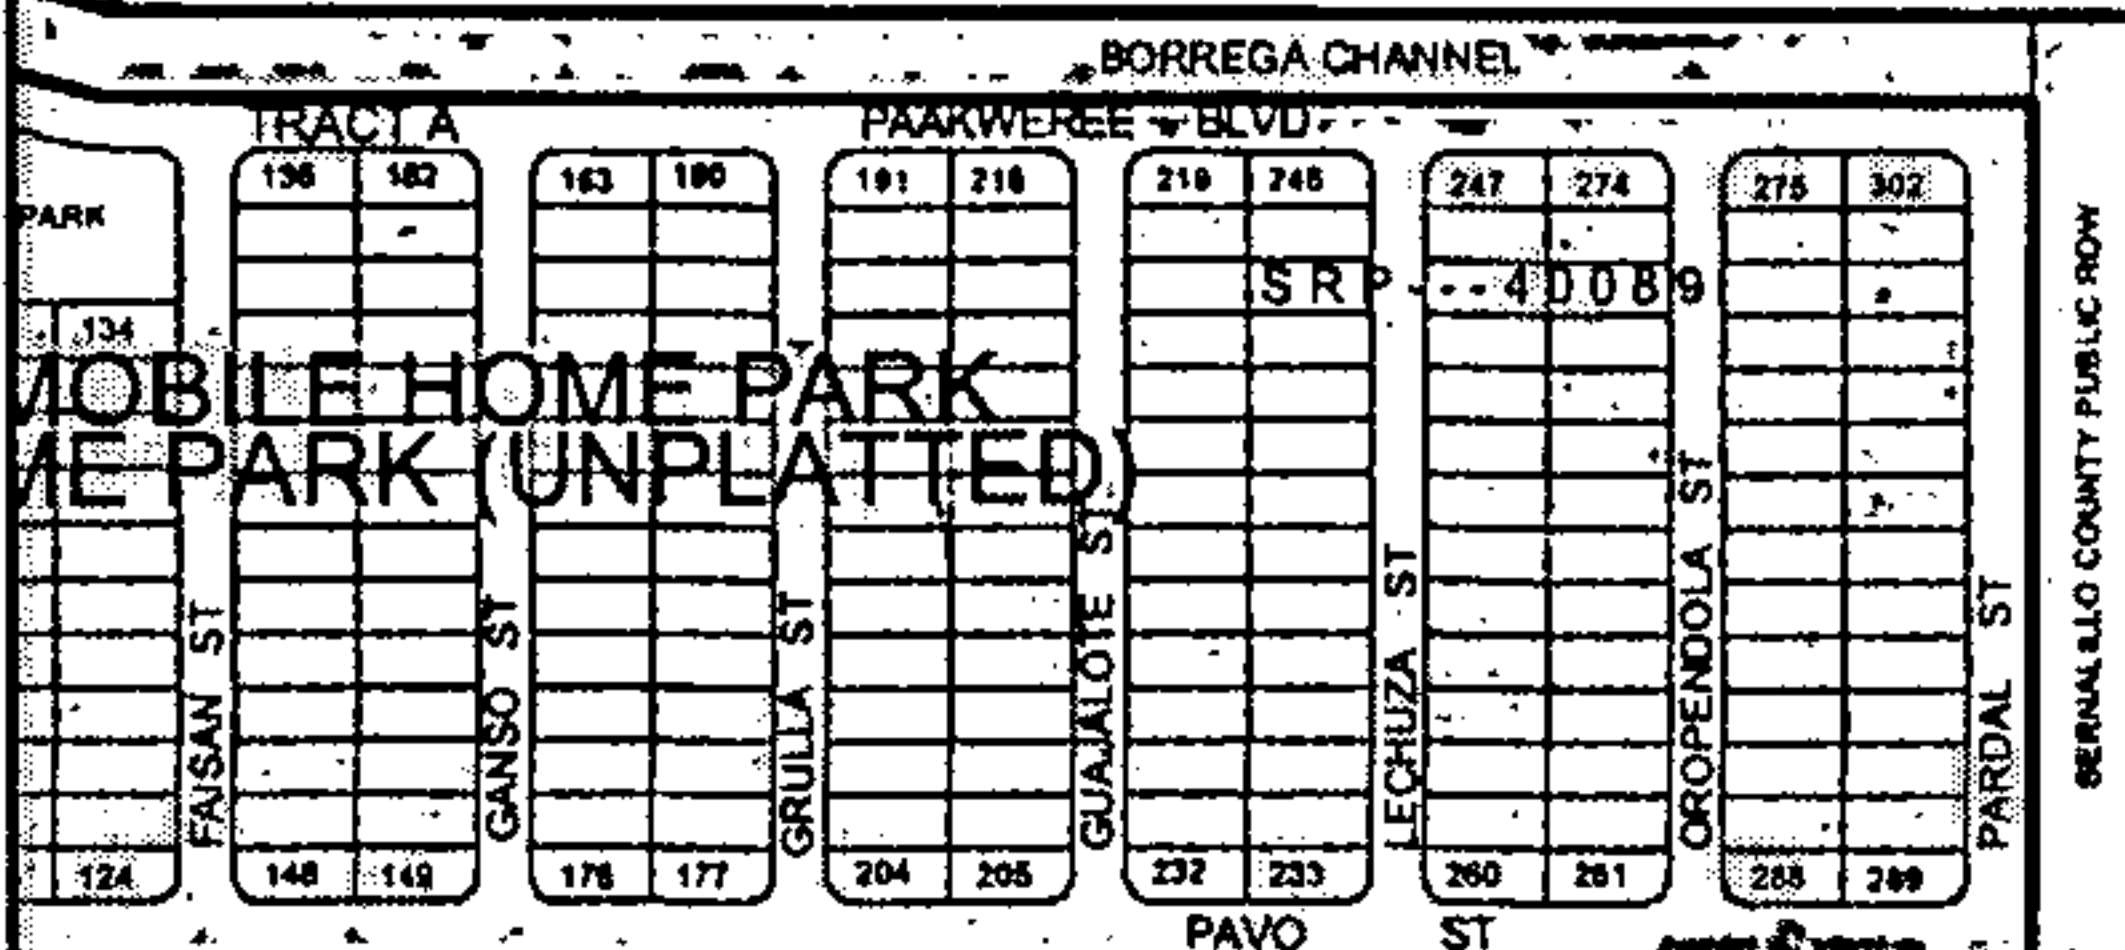 BORREGA CHANNEL
TRACT A
PAAKWEREE BLVD
162
163
190
191
218
219
246
247
274
275
302
PARK
SRP---40089
134
MOBILE HOME PARK
ME PARK (UNPLATTED)
FAISAN ST
GANSO ST
GRULLA ST
GUAJALOTE ST
LECHUZA ST
OROPENDOLA ST
PARDAL ST
BERNALILLO COUNTY PUBLIC ROW
124
148
149
176
177
204
205
232
233
260
261
288
289
PAVO ST